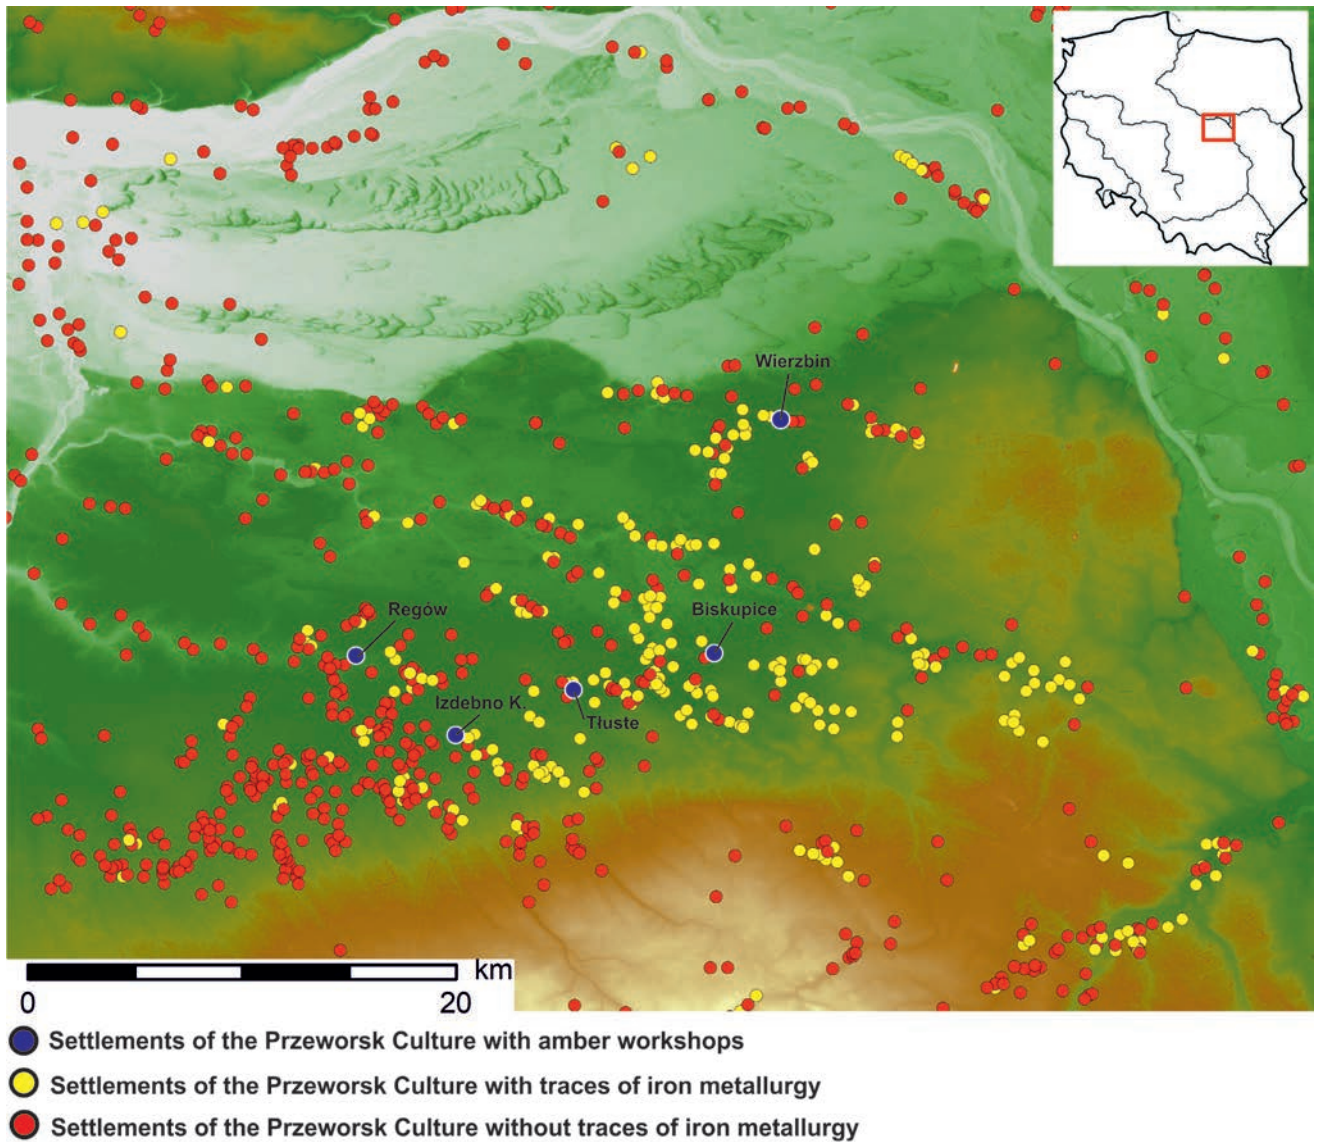 Wierzbin
Regów
Biskupice
Izdebno K.
Tłuste
km
0
20
Settlements of the Przeworsk Culture with amber workshops
Settlements of the Przeworsk Culture with traces of iron metallurgy
Settlements of the Przeworsk Culture without traces of iron metallurgy